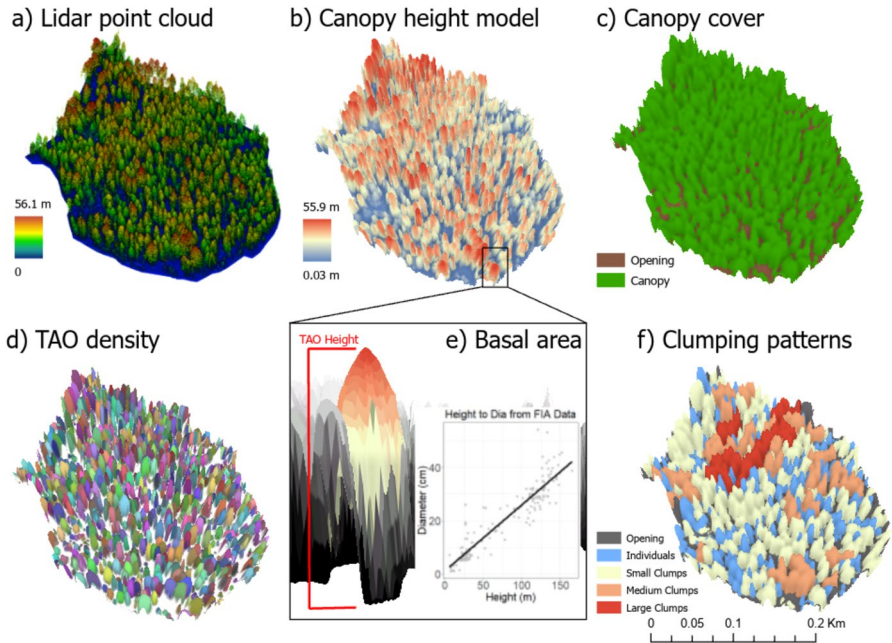 a) Lidar point cloud
56.1 m
0
b) Canopy height model
55.9 m
0.03 m
c) Canopy cover
Opening
Canopy
d) TAO density
e) Basal area
TAO Height
Height to Dia from FIA Data
Diameter (cm)
0
20
40
0
50
100
150
Height (m)
f) Clumping patterns
Opening
Individuals
Small Clumps
Medium Clumps
Large Clumps
0 0.05 0.1 0.2 Km